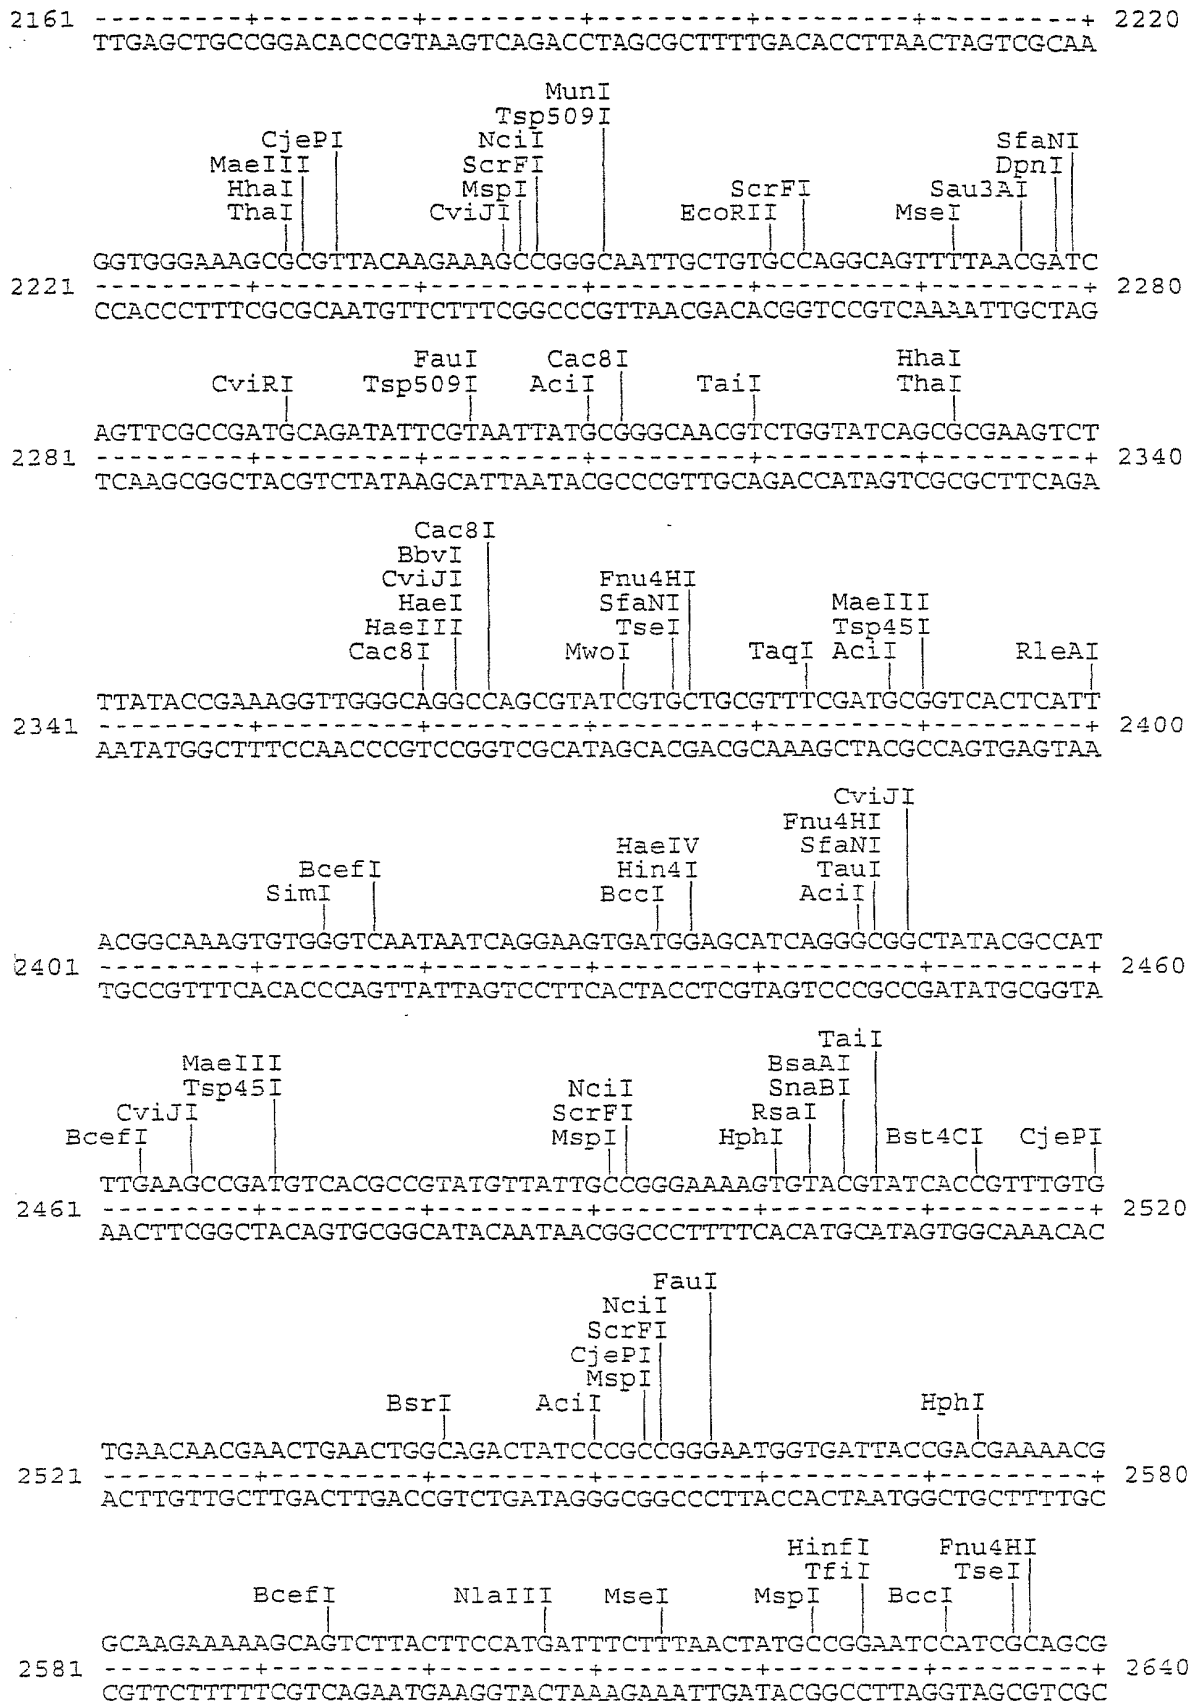 2161 ---------+---------+---------+---------+---------+---------+ 2220
TTGAGCTGCCGGACACCCGTAAGTCAGACCTAGCGCTTTTGACACCTTAACTAGTCGCAA
MunI
Tsp509I
CjePI NciI SfaNI
MaeIII ScrFI DpnI
HhaI MspI ScrFI Sau3AI
ThaI CviJI EcoRII MseI
GGTGGGAAAGCGCGTTACAAGAAAGCCGGGCAATTGCTGTGCCAGGCAGTTTTAACGATC
2221 ---------+---------+---------+---------+---------+---------+ 2280
CCACCCTTTCGCGCAATGTTCTTTCGGCCCGTTAACGACACGGTCCGTCAAAATTGCTAG
FauI Cac8I HhaI
CviRI Tsp509I AciI TaiI ThaI
AGTTCGCCGATGCAGATATTCGTAATTATGCGGGCAACGTCTGGTATCAGCGCGAAGTCT
2281 ---------+---------+---------+---------+---------+---------+ 2340
TCAAGCGGCTACGTCTATAAGCATTAATACGCCCGTTGCAGACCATAGTCGCGCTTCAGA
Cac8I
BbvI
CviJI Fnu4HI
HaeI SfaNI MaeIII
HaeIII TseI Tsp45I
Cac8I MwoI TaqI AciI RleAI
TTATACCGAAAGGTTGGGCAGGCCAGCGTATCGTGCTGCGTTTCGATGCGGTCACTCATT
2341 ---------+---------+---------+---------+---------+---------+ 2400
AATATGGCTTTCCAACCCGTCCGGTCGCATAGCACGACGCAAAGCTACGCCAGTGAGTAA
CviJI
Fnu4HI
HaeIV SfaNI
BcefI Hin4I TauI
SimI BccI AciI
ACGGCAAAGTGTGGGTCAATAATCAGGAAGTGATGGAGCATCAGGGCGGCTATACGCCAT
2401 ---------+---------+---------+---------+---------+---------+ 2460
TGCCGTTTCACACCCAGTTATTAGTCCTTCACTACCTCGTAGTCCCGCCGATATGCGGTA
TaiI
MaeIII BsaAI
Tsp45I NciI SnaBI
CviJI ScrFI RsaI
BcefI MspI HphI Bst4CI CjePI
TTGAAGCCGATGTCACGCCGTATGTTATTGCCGGGAAAAGTGTACGTATCACCGTTTGTG
2461 ---------+---------+---------+---------+---------+---------+ 2520
AACTTCGGCTACAGTGCGGCATACAATAACGGCCCTTTTCACATGCATAGTGGCAAACAC
FauI
NciI
ScrFI
CjePI
MspI
BsrI AciI HphI
TGAACAACGAACTGAACTGGCAGACTATCCCGCCGGGAATGGTGATTACCGACGAAAACG
2521 ---------+---------+---------+---------+---------+---------+ 2580
ACTTGTTGCTTGACTTGACCGTCTGATAGGGCGGCCCTTACCACTAATGGCTGCTTTTGC
HinfI Fnu4HI
TfiI TseI
BcefI NlaIII MseI MspI BccI
GCAAGAAAAAGCAGTCTTACTTCCATGATTTCTTTAACTATGCCGGAATCCATCGCAGCG
2581 ---------+---------+---------+---------+---------+---------+ 2640
CGTTCTTTTTCGTCAGAATGAAGGTACTAAAGAAATTGATACGGCCTTAGGTAGCGTCGC